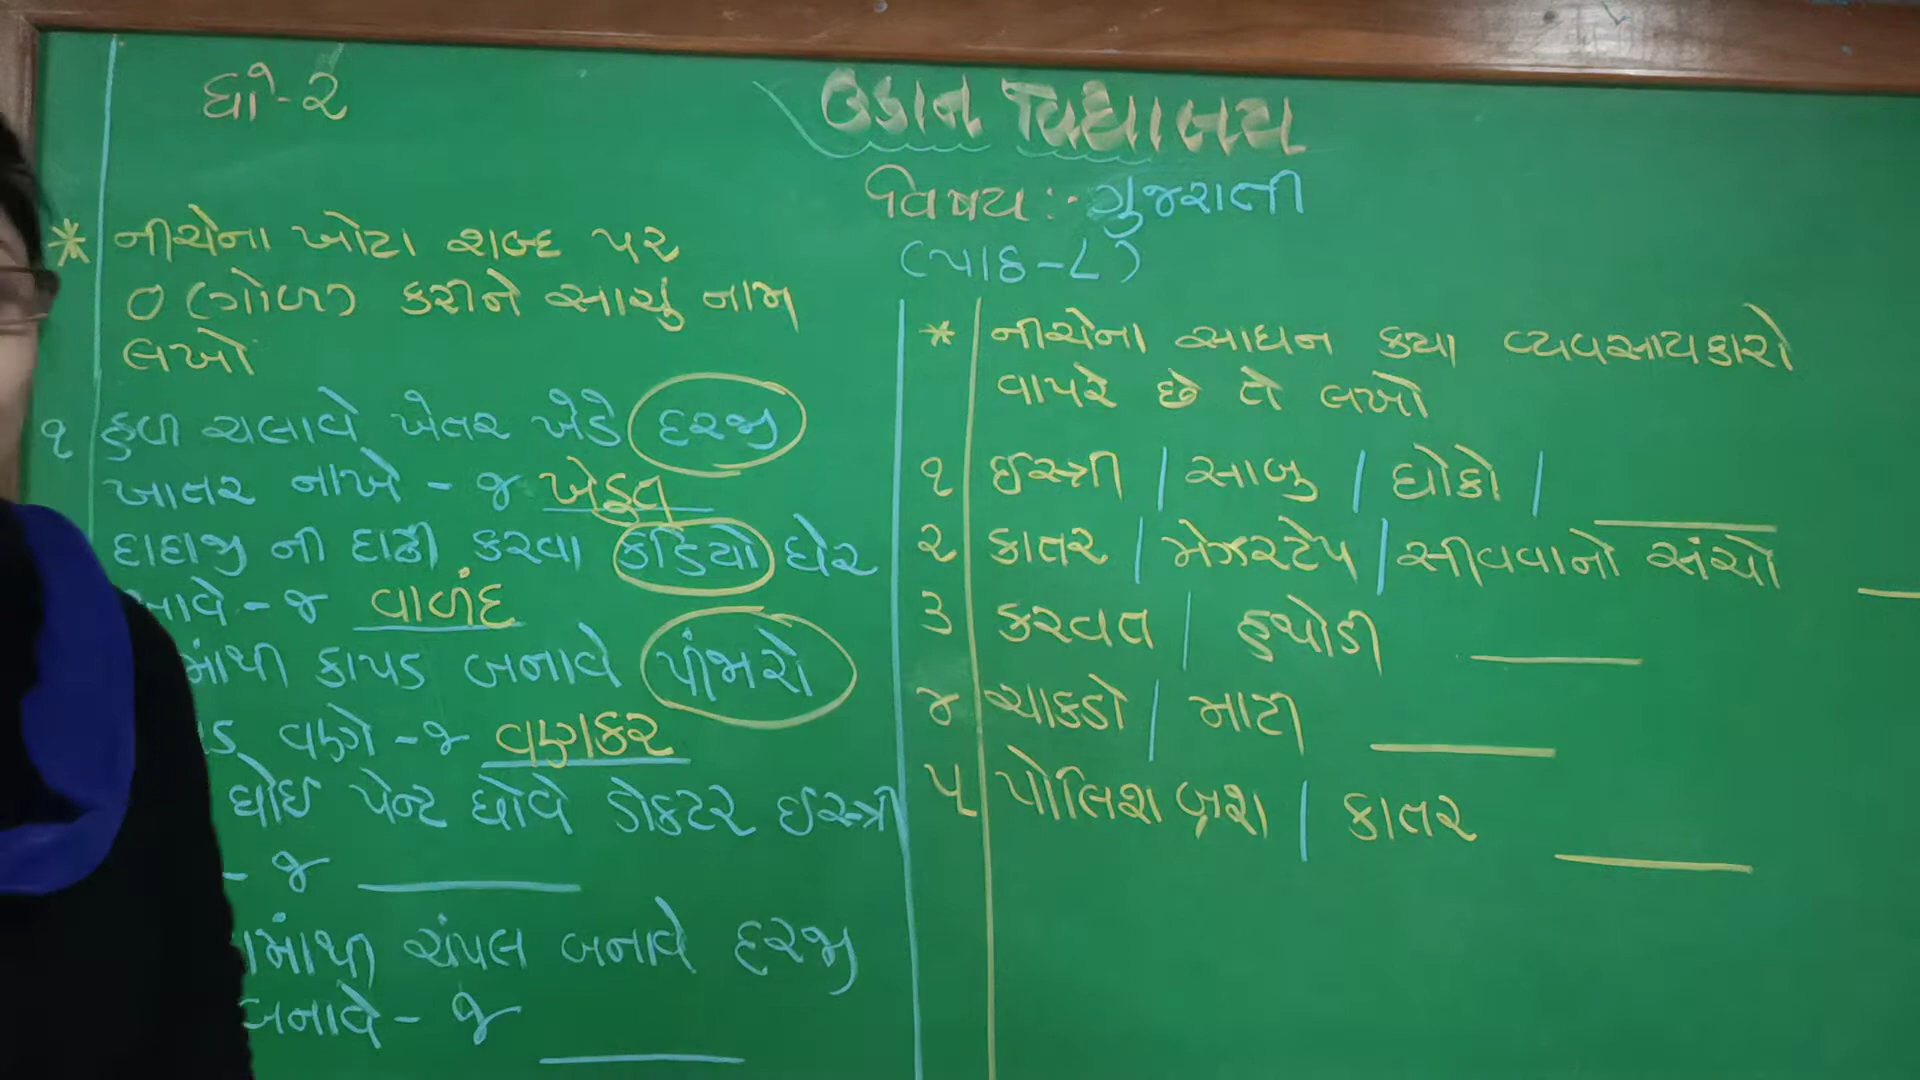 ધો-૨
ઉડાન વિદ્યાલય
વિષય:- ગુજરાતી
(પાઠ-૮)
* નીચેના ખોટા શબ્દ પર
૦ (ગોળ) કરીને સાચું નામ
લખો
૧ હળ ચલાવે ખેતર ખેડે દરજી
ખાતર નાખે - જ ખેડૂત
દાદાજી ની દાઢી કરવા કડિયો ઘેર
આવે - જ વાળંદ
માંથી કાપડ બનાવે પીંજારો
વણે - જ વણકર
ધોઈ પેન્ટ ધોવે ડોકટર ઈસ્ત્રી
- જ
માંથી ચંપલ બનાવે દરજી
બનાવે - જ
* નીચેના સાધન કયા વ્યવસાયકારો
વાપરે છે તે લખો
૧ ઈસ્ત્રી | સાબુ | ધોકો |
૨ કાતર | મેઝરટેપ | સીવવાનો સંચો
૩ કરવત | હથોડી
૪ ચાકડો | માટી
૫ પોલિશ બ્રશ | કાતર